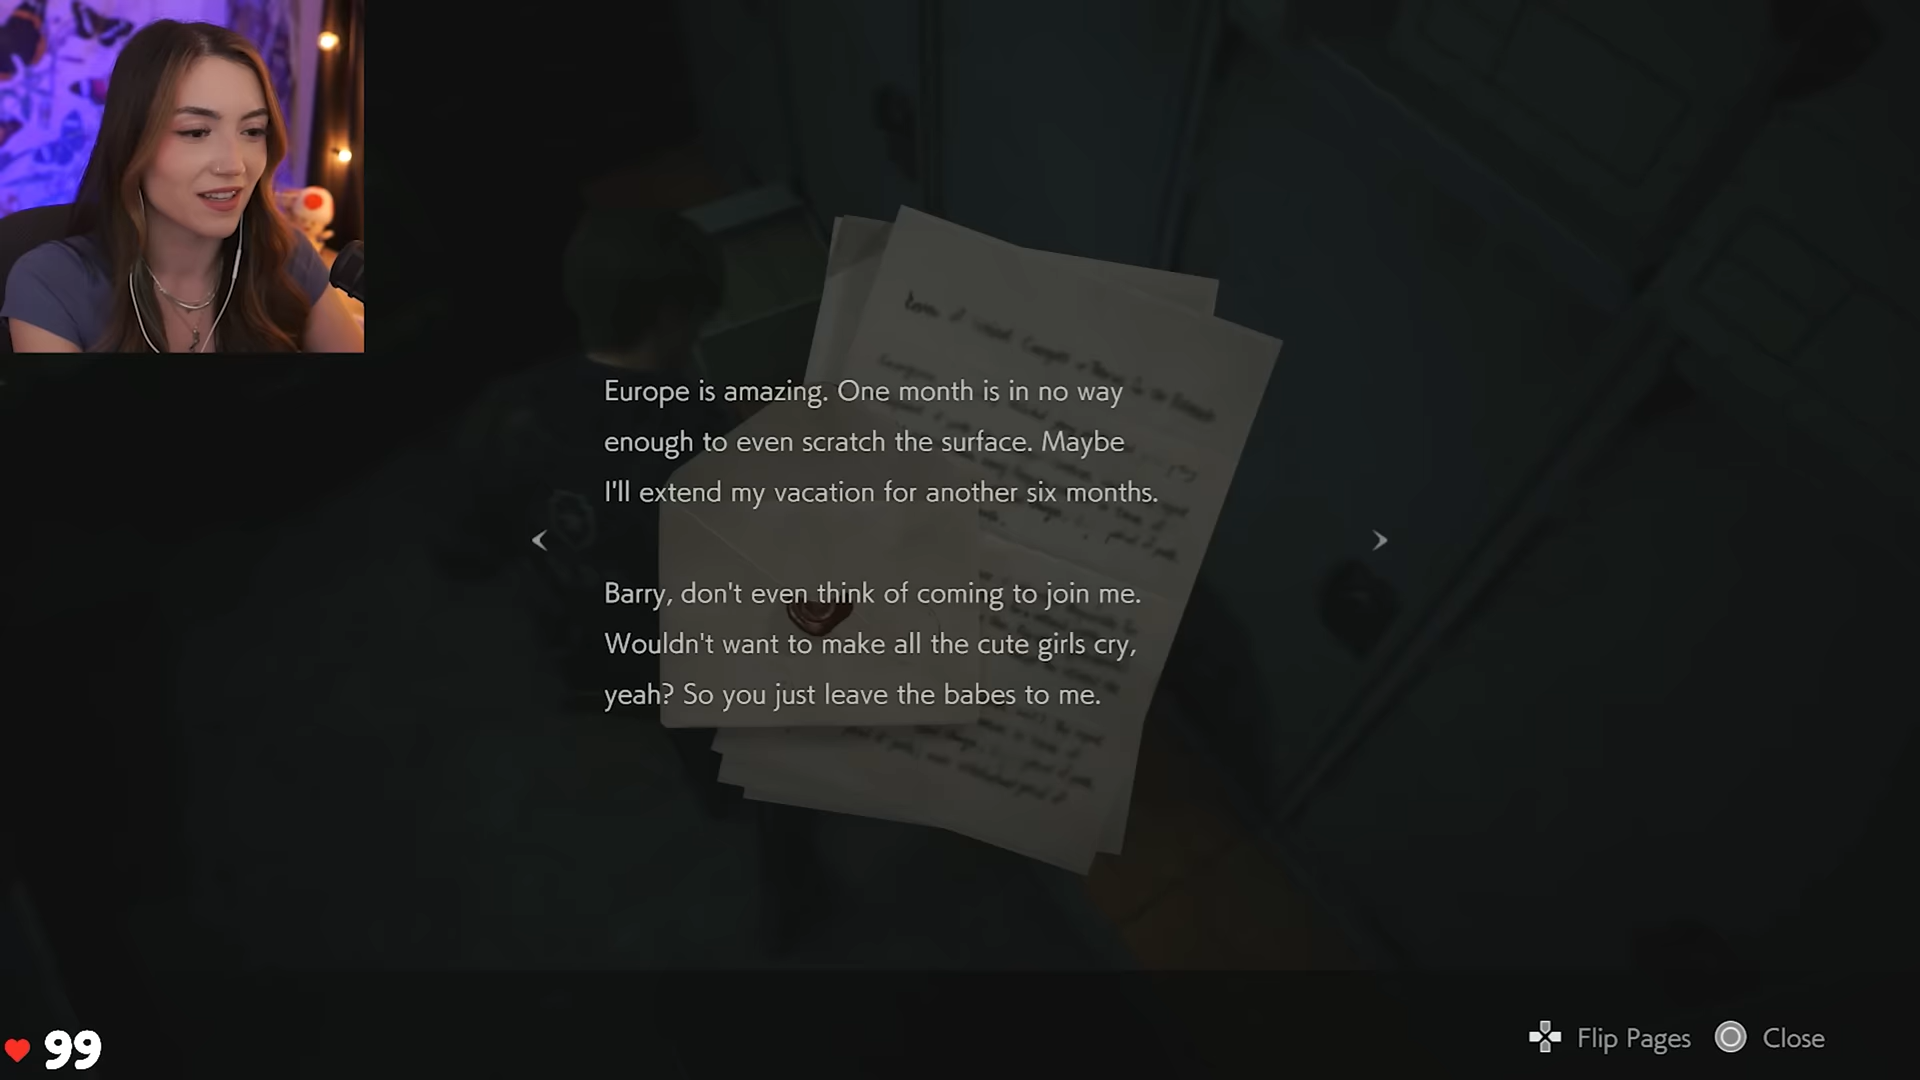 Europe is amazing. One month is in no way
enough to even scratch the surface. Maybe
I'll extend my vacation for another six months.
Barry, don't even think of coming to join me.
Wouldn't want to make all the cute girls cry,
yeah? So you just leave the babes to me.
99
Flip Pages Close